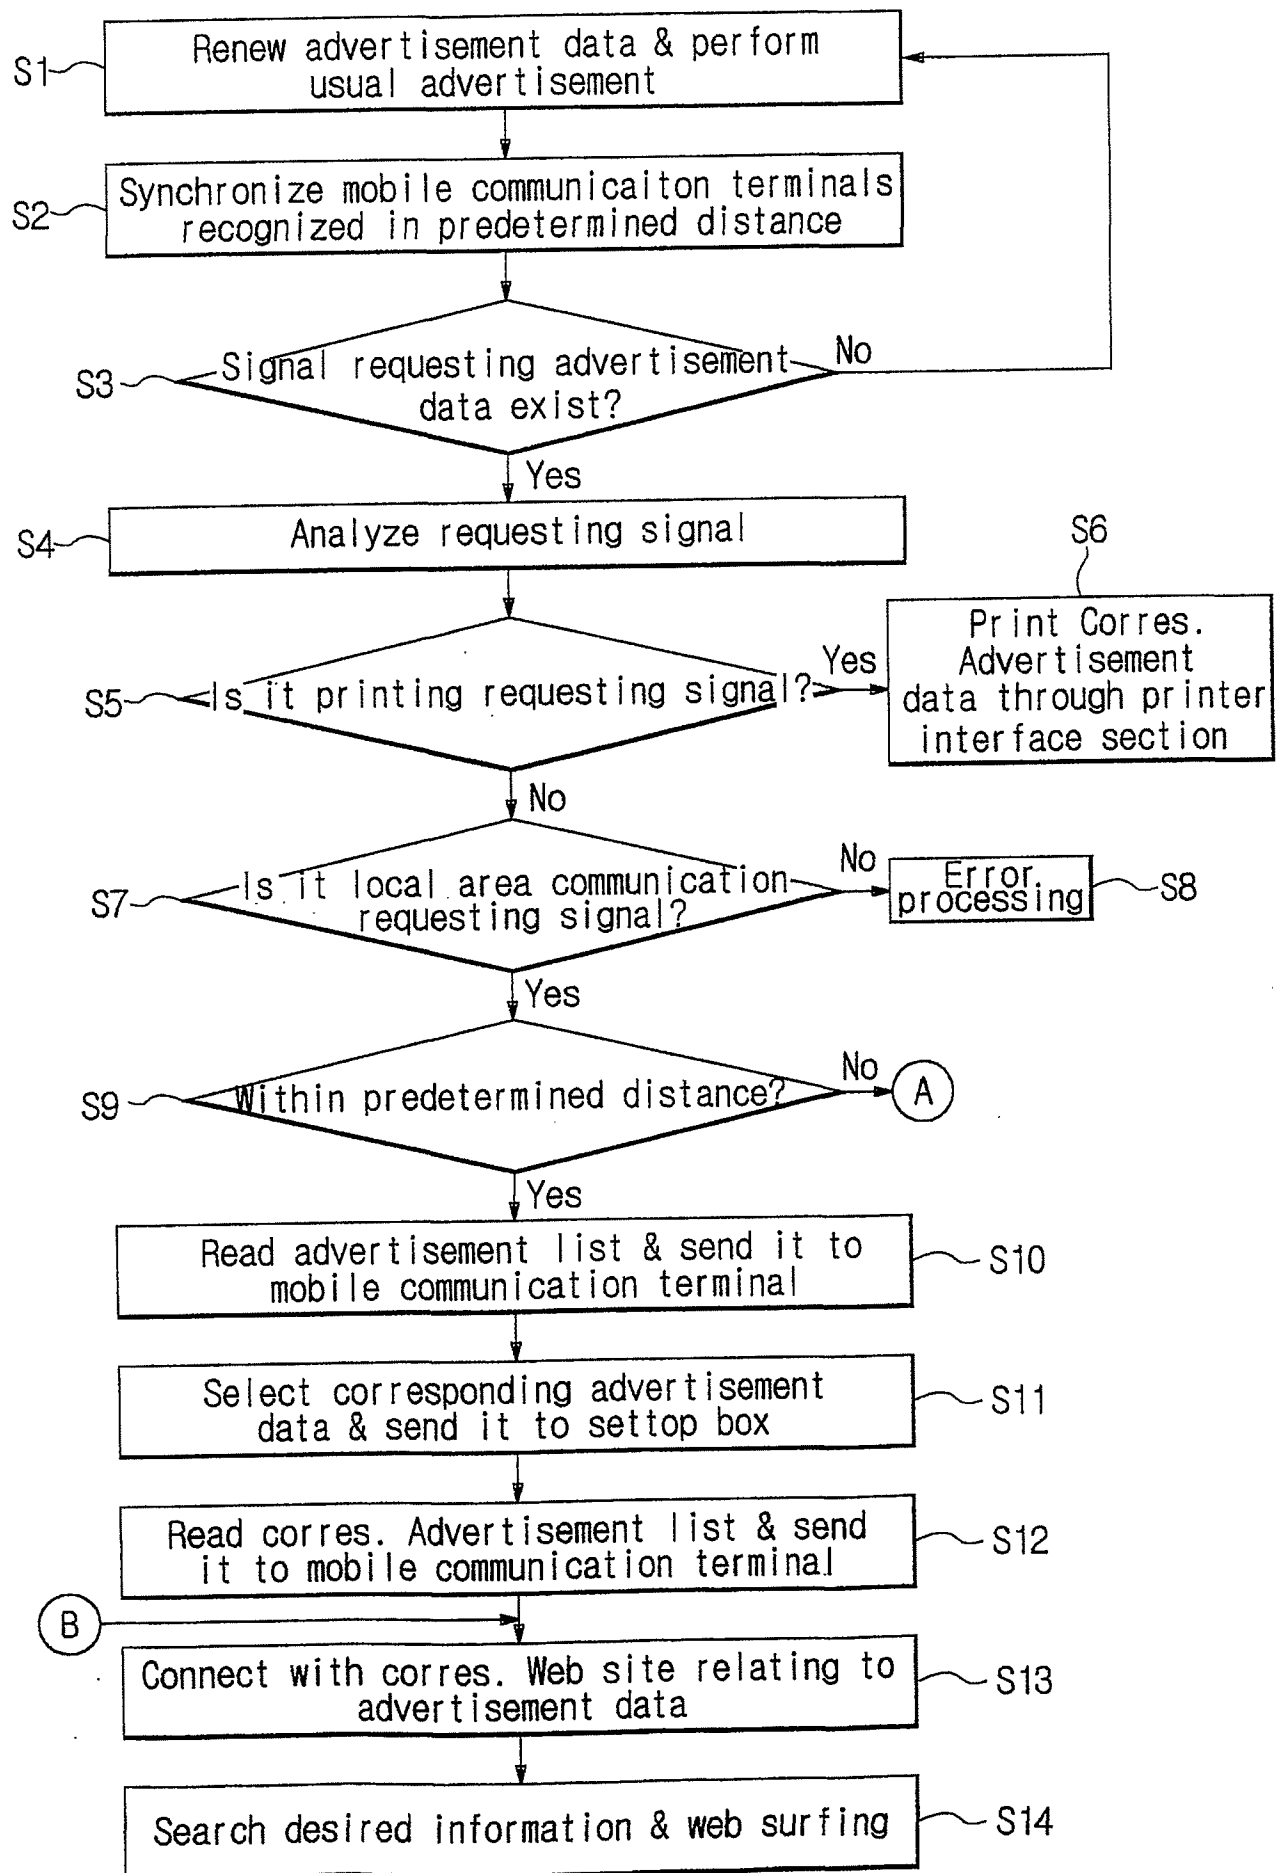 S1
Renew advertisement data & perform
usual advertisement
S2
Synchronize mobile communicaiton terminals
recognized in predetermined distance
S3
Signal requesting advertisement
data exist?
No
Yes
S4
Analyze requesting signal
S5
Is it printing requesting signal?
Yes
S6
Print Corres.
Advertisement
data through printer
interface section
No
S7
Is it local area communication
requesting signal?
No
Error
processing
S8
Yes
S9
Within predetermined distance?
No
A
Yes
Read advertisement list & send it to
mobile communication terminal
S10
Select corresponding advertisement
data & send it to settop box
S11
Read corres. Advertisement list & send
it to mobile communication terminal
S12
B
Connect with corres. Web site relating to
advertisement data
S13
Search desired information & web surfing
S14